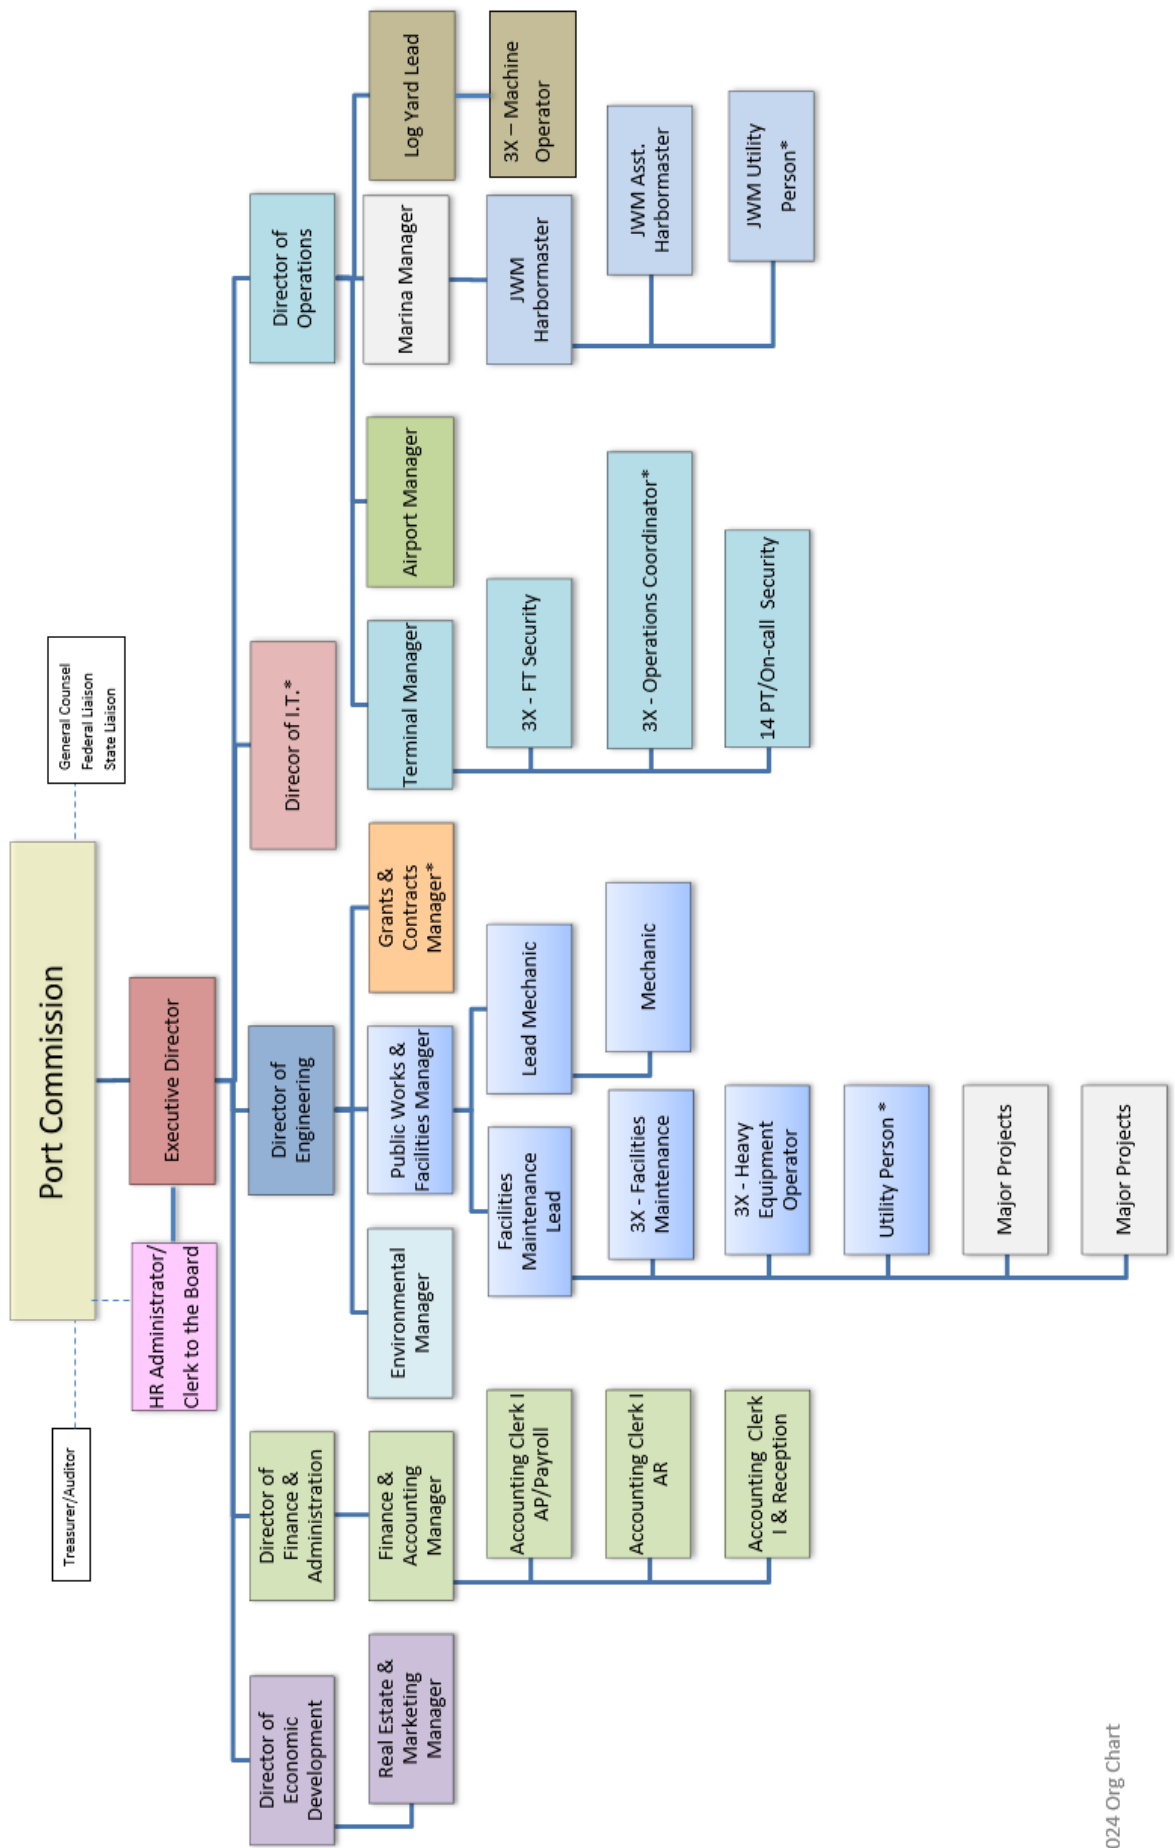 Port Commission
General Counsel
Federal Liaison
State Liaison
Treasurer/Auditor
HR Administrator/
Clerk to the Board
Executive Director
Director of
Economic
Development
Director of
Finance &
Administration
Director of
Engineering
Direcor of I.T.*
Director of
Operations
Real Estate &
Marketing
Manager
Finance &
Accounting
Manager
Environmental
Manager
Public Works &
Facilities Manager
Grants &
Contracts
Manager*
Terminal Manager
Airport Manager
Marina Manager
Log Yard Lead
Accounting Clerk I
AP/Payroll
Facilities
Maintenance
Lead
Lead Mechanic
3X - FT Security
JWM
Harbormaster
3X – Machine
Operator
Accounting Clerk I
AR
3X - Facilities
Maintenance
Mechanic
3X - Operations Coordinator*
JWM Asst.
Harbormaster
Accounting Clerk
I & Reception
3X - Heavy
Equipment
Operator
14 PT/On-call Security
JWM Utility
Person*
Utility Person *
Major Projects
Major Projects
024 Org Chart